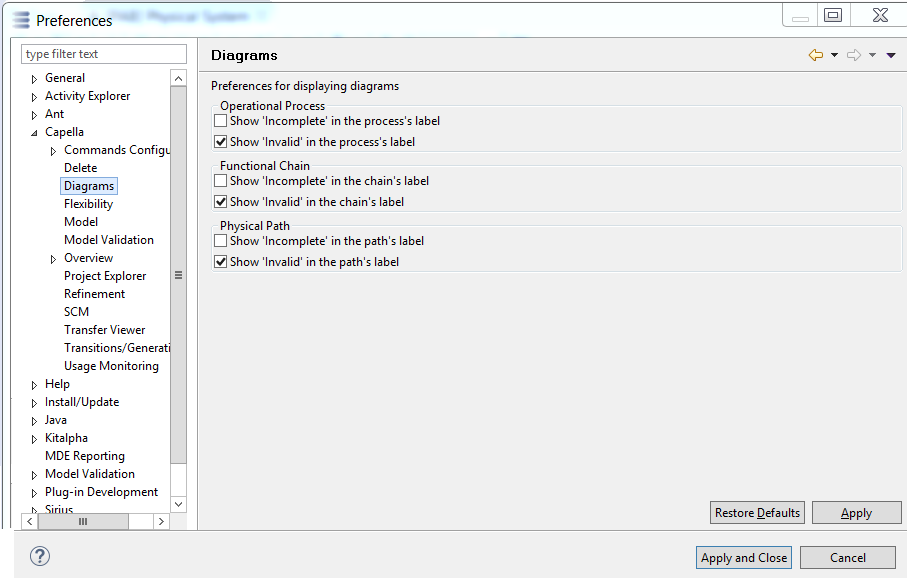 Preferences
type filter text
General
Activity Explorer
Ant
Capella
Commands Configu
Delete
Diagrams
Flexibility
Model
Model Validation
Overview
Project Explorer
Refinement
SCM
Transfer Viewer
Transitions/Generati
Usage Monitoring
Help
Install/Update
Java
Kitalpha
MDE Reporting
Model Validation
Plug-in Development
Sirius
Diagrams
Preferences for displaying diagrams
Operational Process
Show 'Incomplete' in the process's label
Show 'Invalid' in the process's label
Functional Chain
Show 'Incomplete' in the chain's label
Show 'Invalid' in the chain's label
Physical Path
Show 'Incomplete' in the path's label
Show 'Invalid' in the path's label
Restore Defaults Apply
Apply and Close Cancel